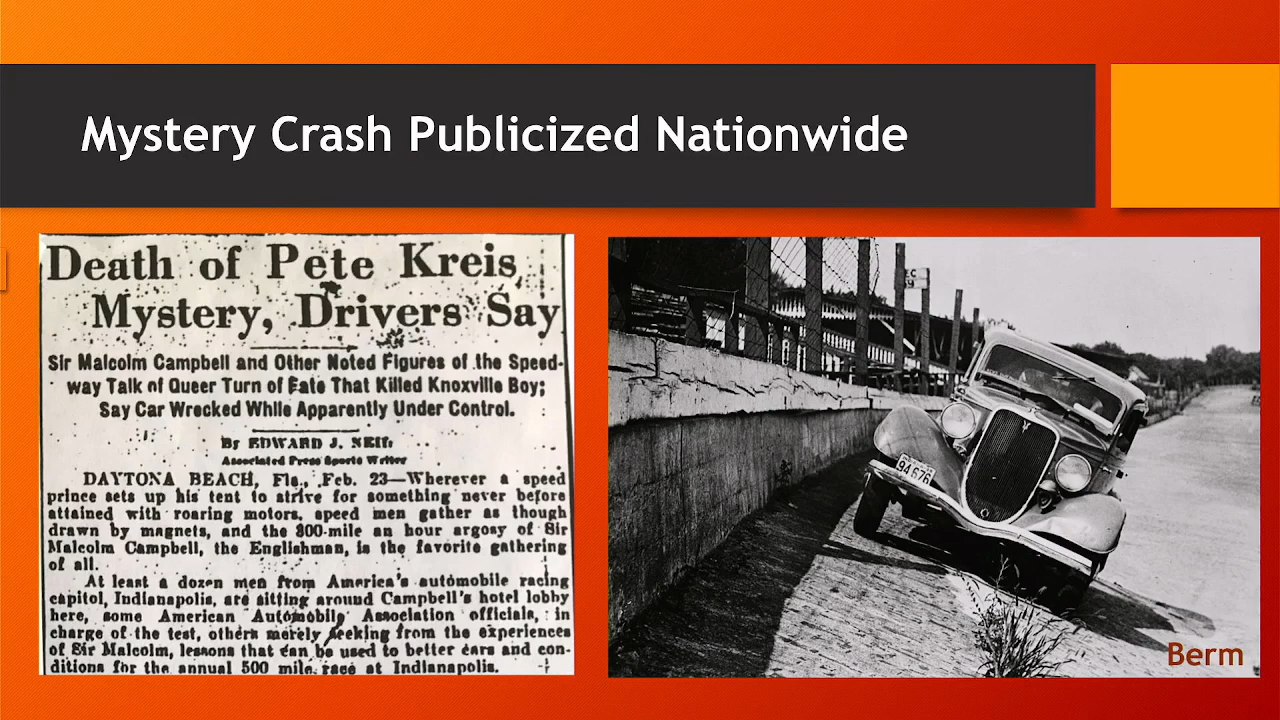 Mystery Crash Publicized Nationwide
Death of Pete Kreis
Mystery, Drivers Say
Sir Malcolm Campbell and Other Noted Figures of the Speed-
way Talk of Queer Turn of Fate That Killed Knoxville Boy;
Say Car Wrecked While Apparently Under Control.
By EDWARD J. NEIL
Associated Press Sports Writer
DAYTONA BEACH, Fla., Feb. 23—Wherever a speed
prince sets up his tent to strive for something never before
attained with roaring motors, speed men gather as though
drawn by magnets, and the 300-mile an hour argosy of Sir
Malcolm Campbell, the Englishman, is the favorite gathering
of all.
At least a dozen men from America's automobile racing
capitol, Indianapolis, are sitting around Campbell's hotel lobby
here, some American Automobile Association officials, in
charge of the test, others merely seeking from the experiences
of Sir Malcolm, lessons that can be used to better cars and con-
ditions for the annual 500 mile race at Indianapolis.
94 676
Berm